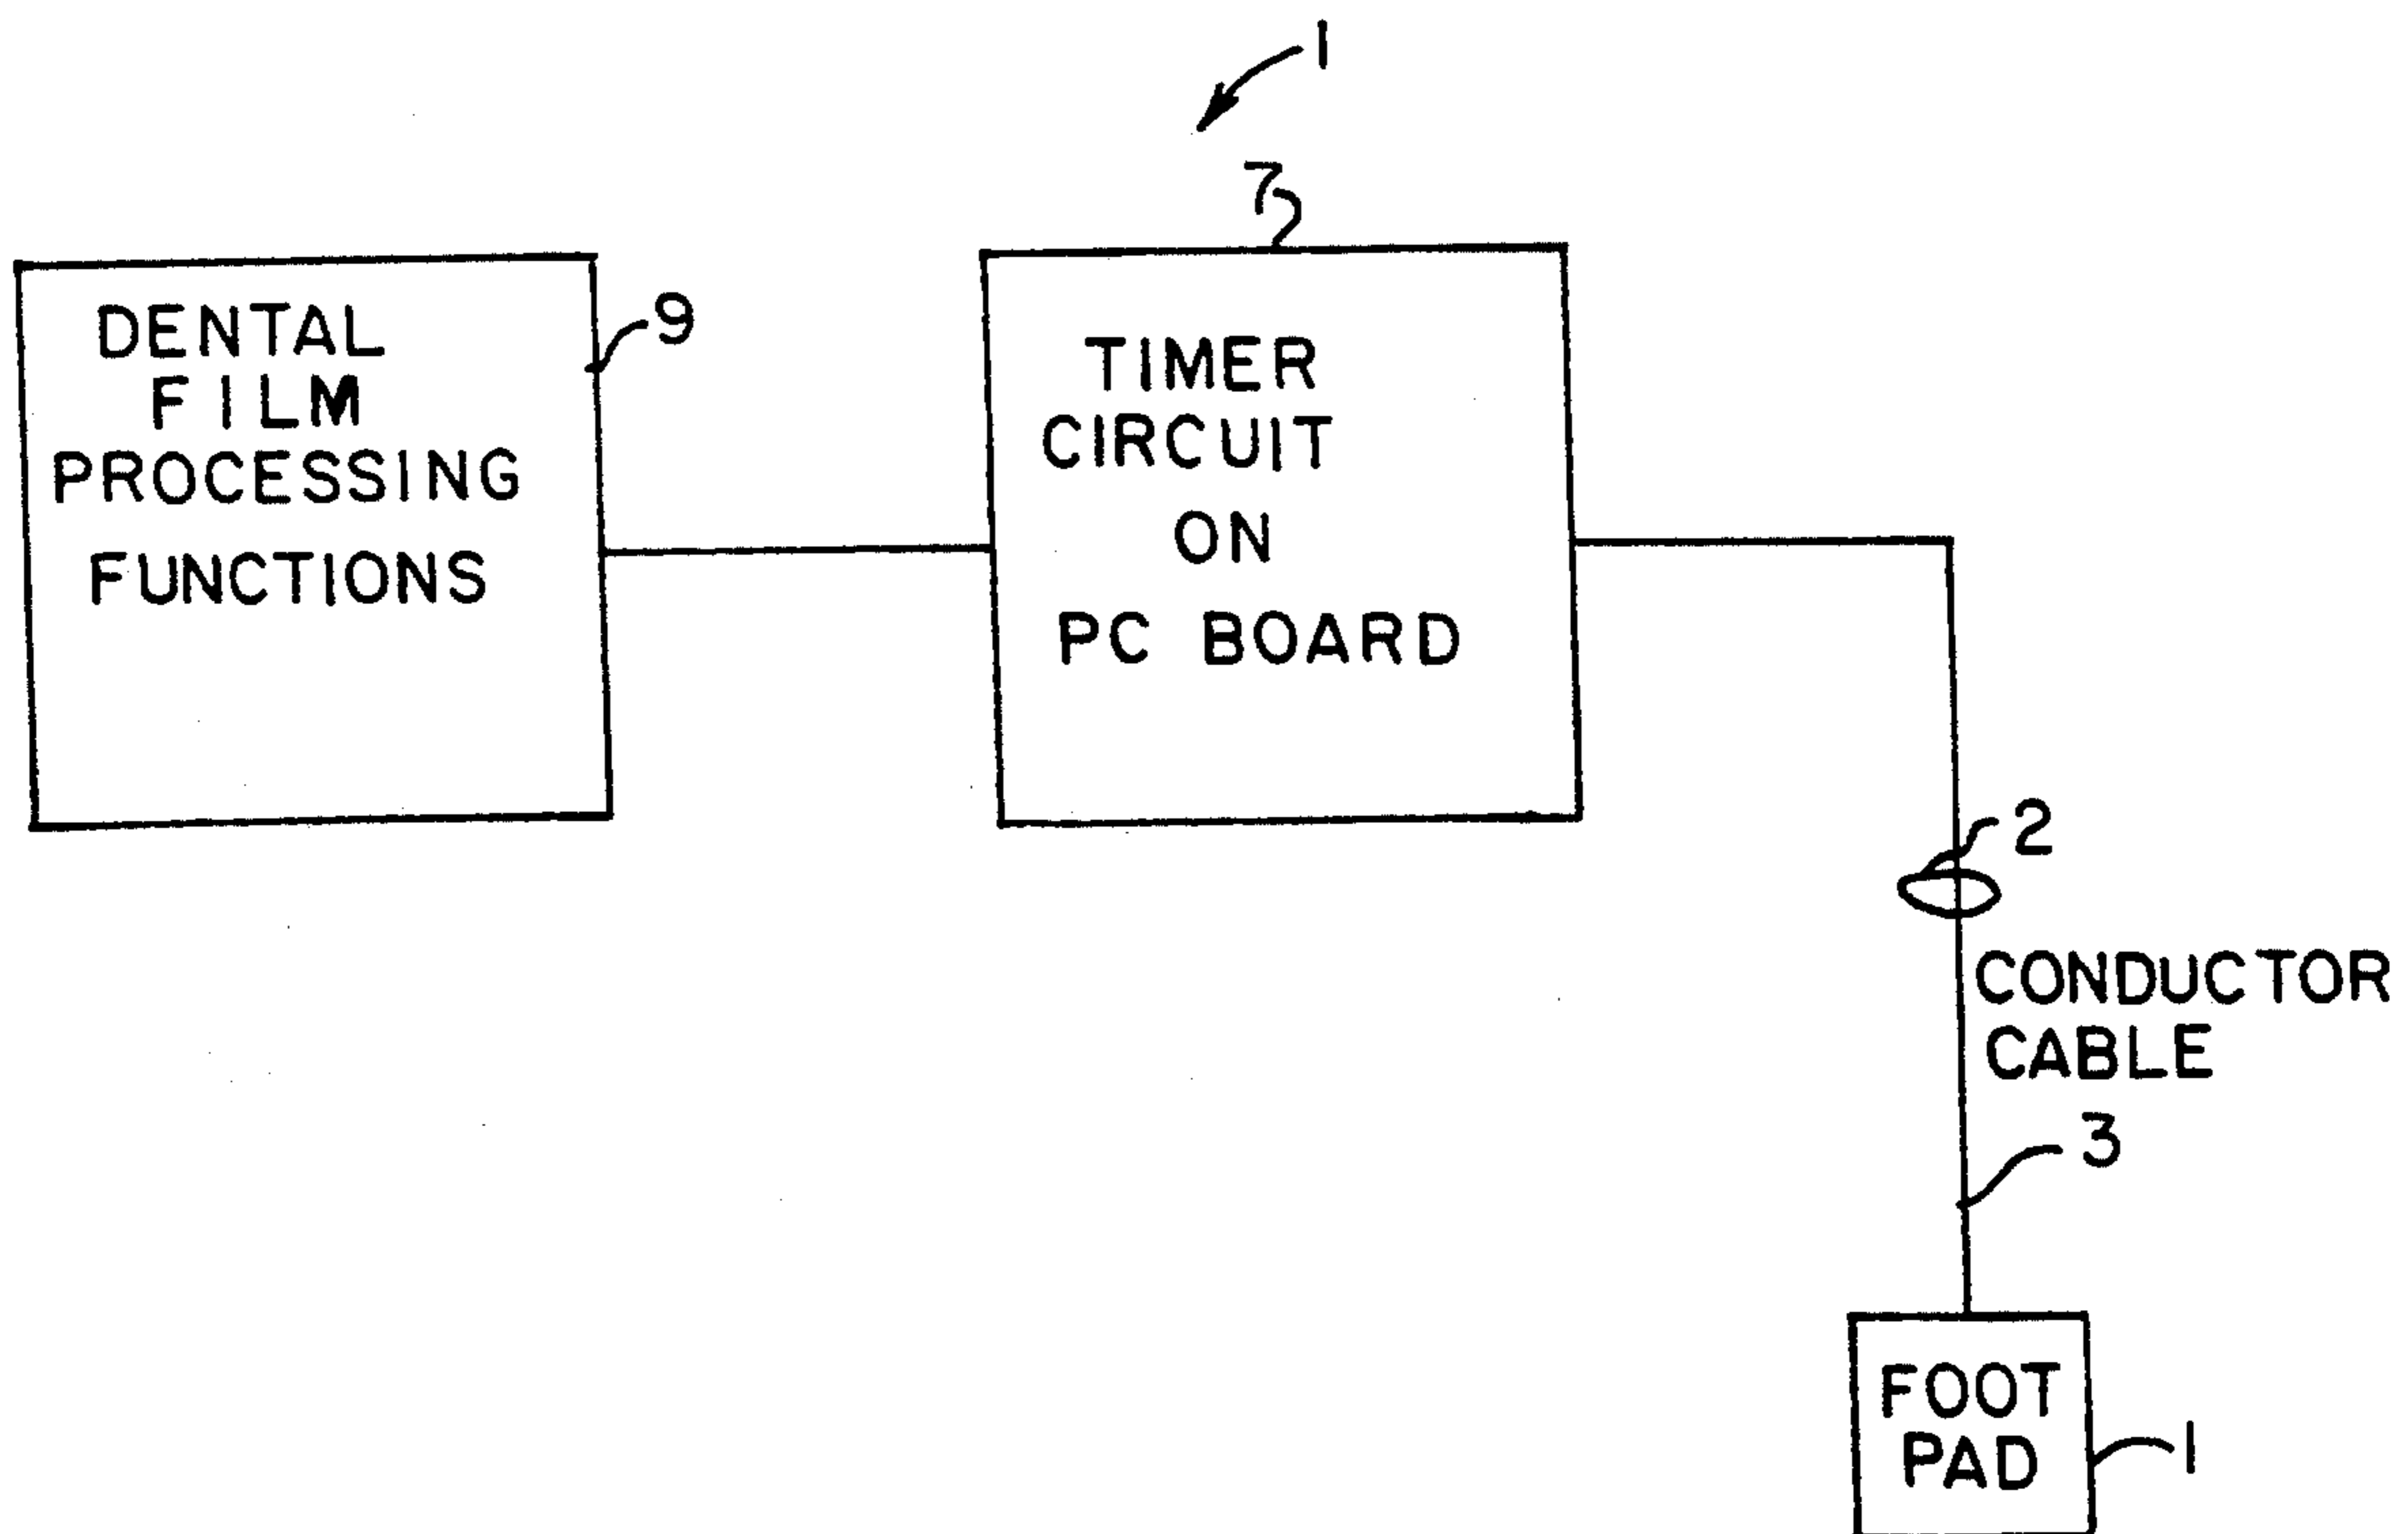 1
7
DENTAL
FILM
PROCESSING
FUNCTIONS
9
TIMER
CIRCUIT
ON
PC BOARD
2
CONDUCTOR
CABLE
3
FOOT
PAD
1